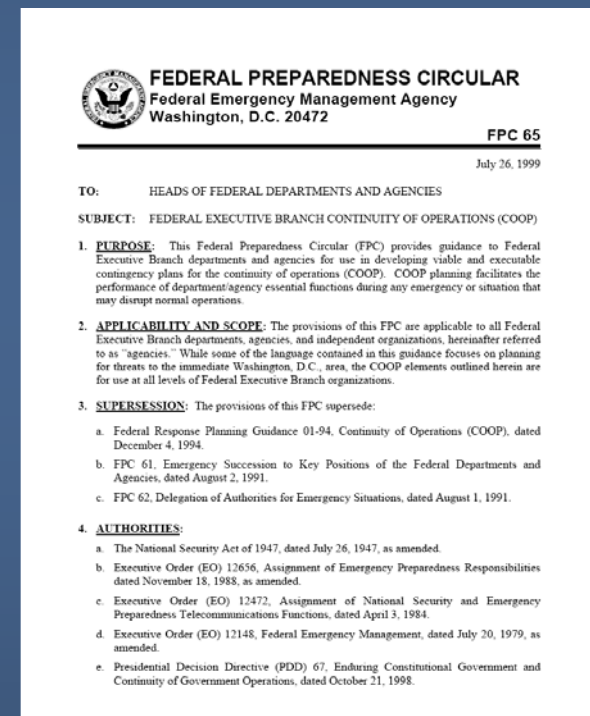 FEDERAL PREPAREDNESS CIRCULAR
Federal Emergency Management Agency
Washington, D.C. 20472
FPC 65
July 26, 1999
TO: HEADS OF FEDERAL DEPARTMENTS AND AGENCIES
SUBJECT: FEDERAL EXECUTIVE BRANCH CONTINUITY OF OPERATIONS (COOP)
1. PURPOSE: This Federal Preparedness Circular (FPC) provides guidance to Federal
Executive Branch departments and agencies for use in developing viable and executable
contingency plans for the continuity of operations (COOP). COOP planning facilitates the
performance of department/agency essential functions during any emergency or situation that
may disrupt normal operations.
2. APPLICABILITY AND SCOPE: The provisions of this FPC are applicable to all Federal
Executive Branch departments, agencies, and independent organizations, hereinafter referred
to as "agencies." While some of the language contained in this guidance focuses on planning
for threats to the immediate Washington, D.C., area, the COOP elements outlined herein are
for use at all levels of Federal Executive Branch organizations.
3. SUPERSESSION: The provisions of this FPC supersede:
a. Federal Response Planning Guidance 01-94, Continuity of Operations (COOP), dated
December 4, 1994.
b. FPC 61, Emergency Succession to Key Positions of the Federal Departments and
Agencies, dated August 2, 1991.
c. FPC 62, Delegation of Authorities for Emergency Situations, dated August 1, 1991.
4. AUTHORITIES:
a. The National Security Act of 1947, dated July 26, 1947, as amended.
b. Executive Order (EO) 12656, Assignment of Emergency Preparedness Responsibilities
dated November 18, 1988, as amended.
c. Executive Order (EO) 12472, Assignment of National Security and Emergency
Preparedness Telecommunications Functions, dated April 3, 1984.
d. Executive Order (EO) 12148, Federal Emergency Management, dated July 20, 1979, as
amended.
e. Presidential Decision Directive (PDD) 67, Enduring Constitutional Government and
Continuity of Government Operations, dated October 21, 1998.